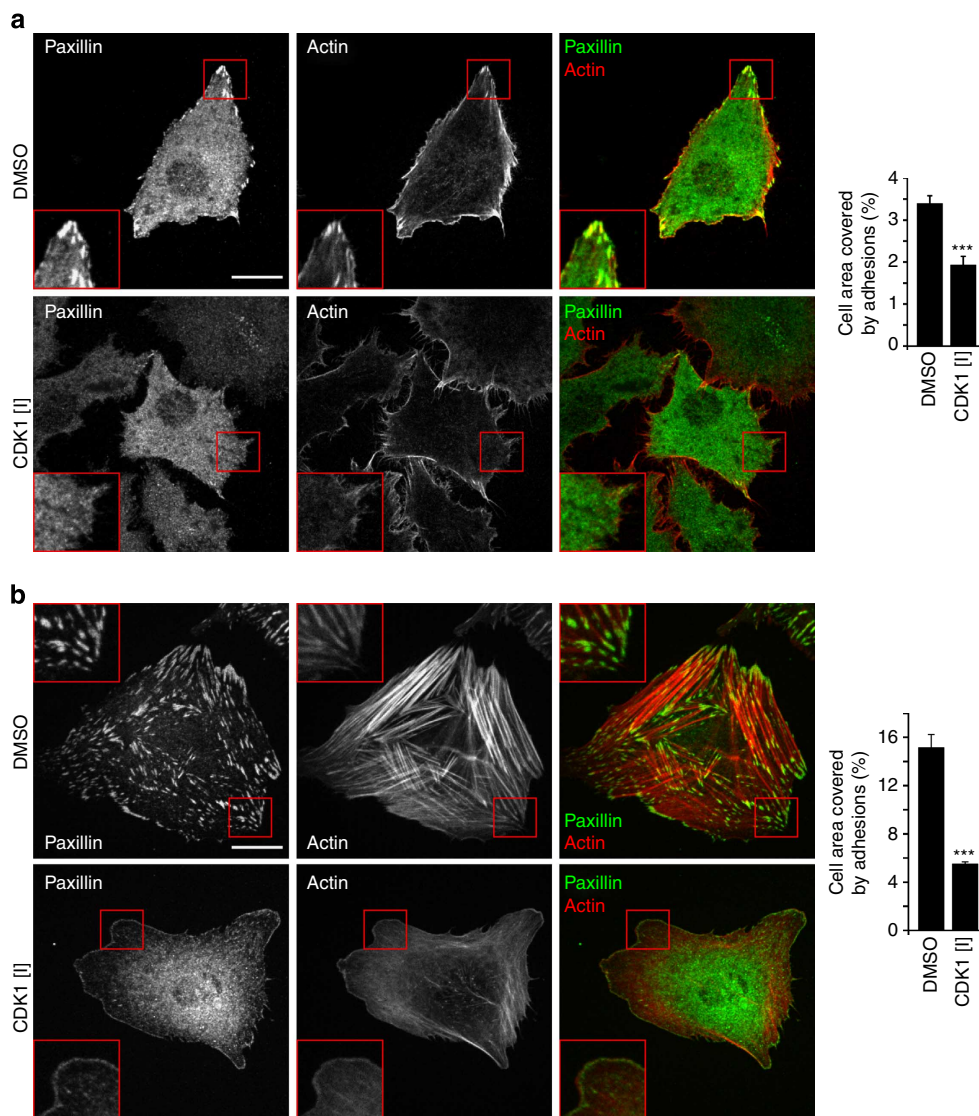 a
Paxillin
Actin
Paxillin
Actin
DMSO
Paxillin
Actin
Paxillin
Actin
CDK1 [I]
Cell area covered
by adhesions (%)
4
3
2
1
0
***
DMSO
CDK1 [I]
b
DMSO
Paxillin
Actin
Paxillin
Actin
Paxillin
Actin
Paxillin
Actin
CDK1 [I]
Cell area covered
by adhesions (%)
16
12
8
6
4
0
***
DMSO
CDK1 [I]